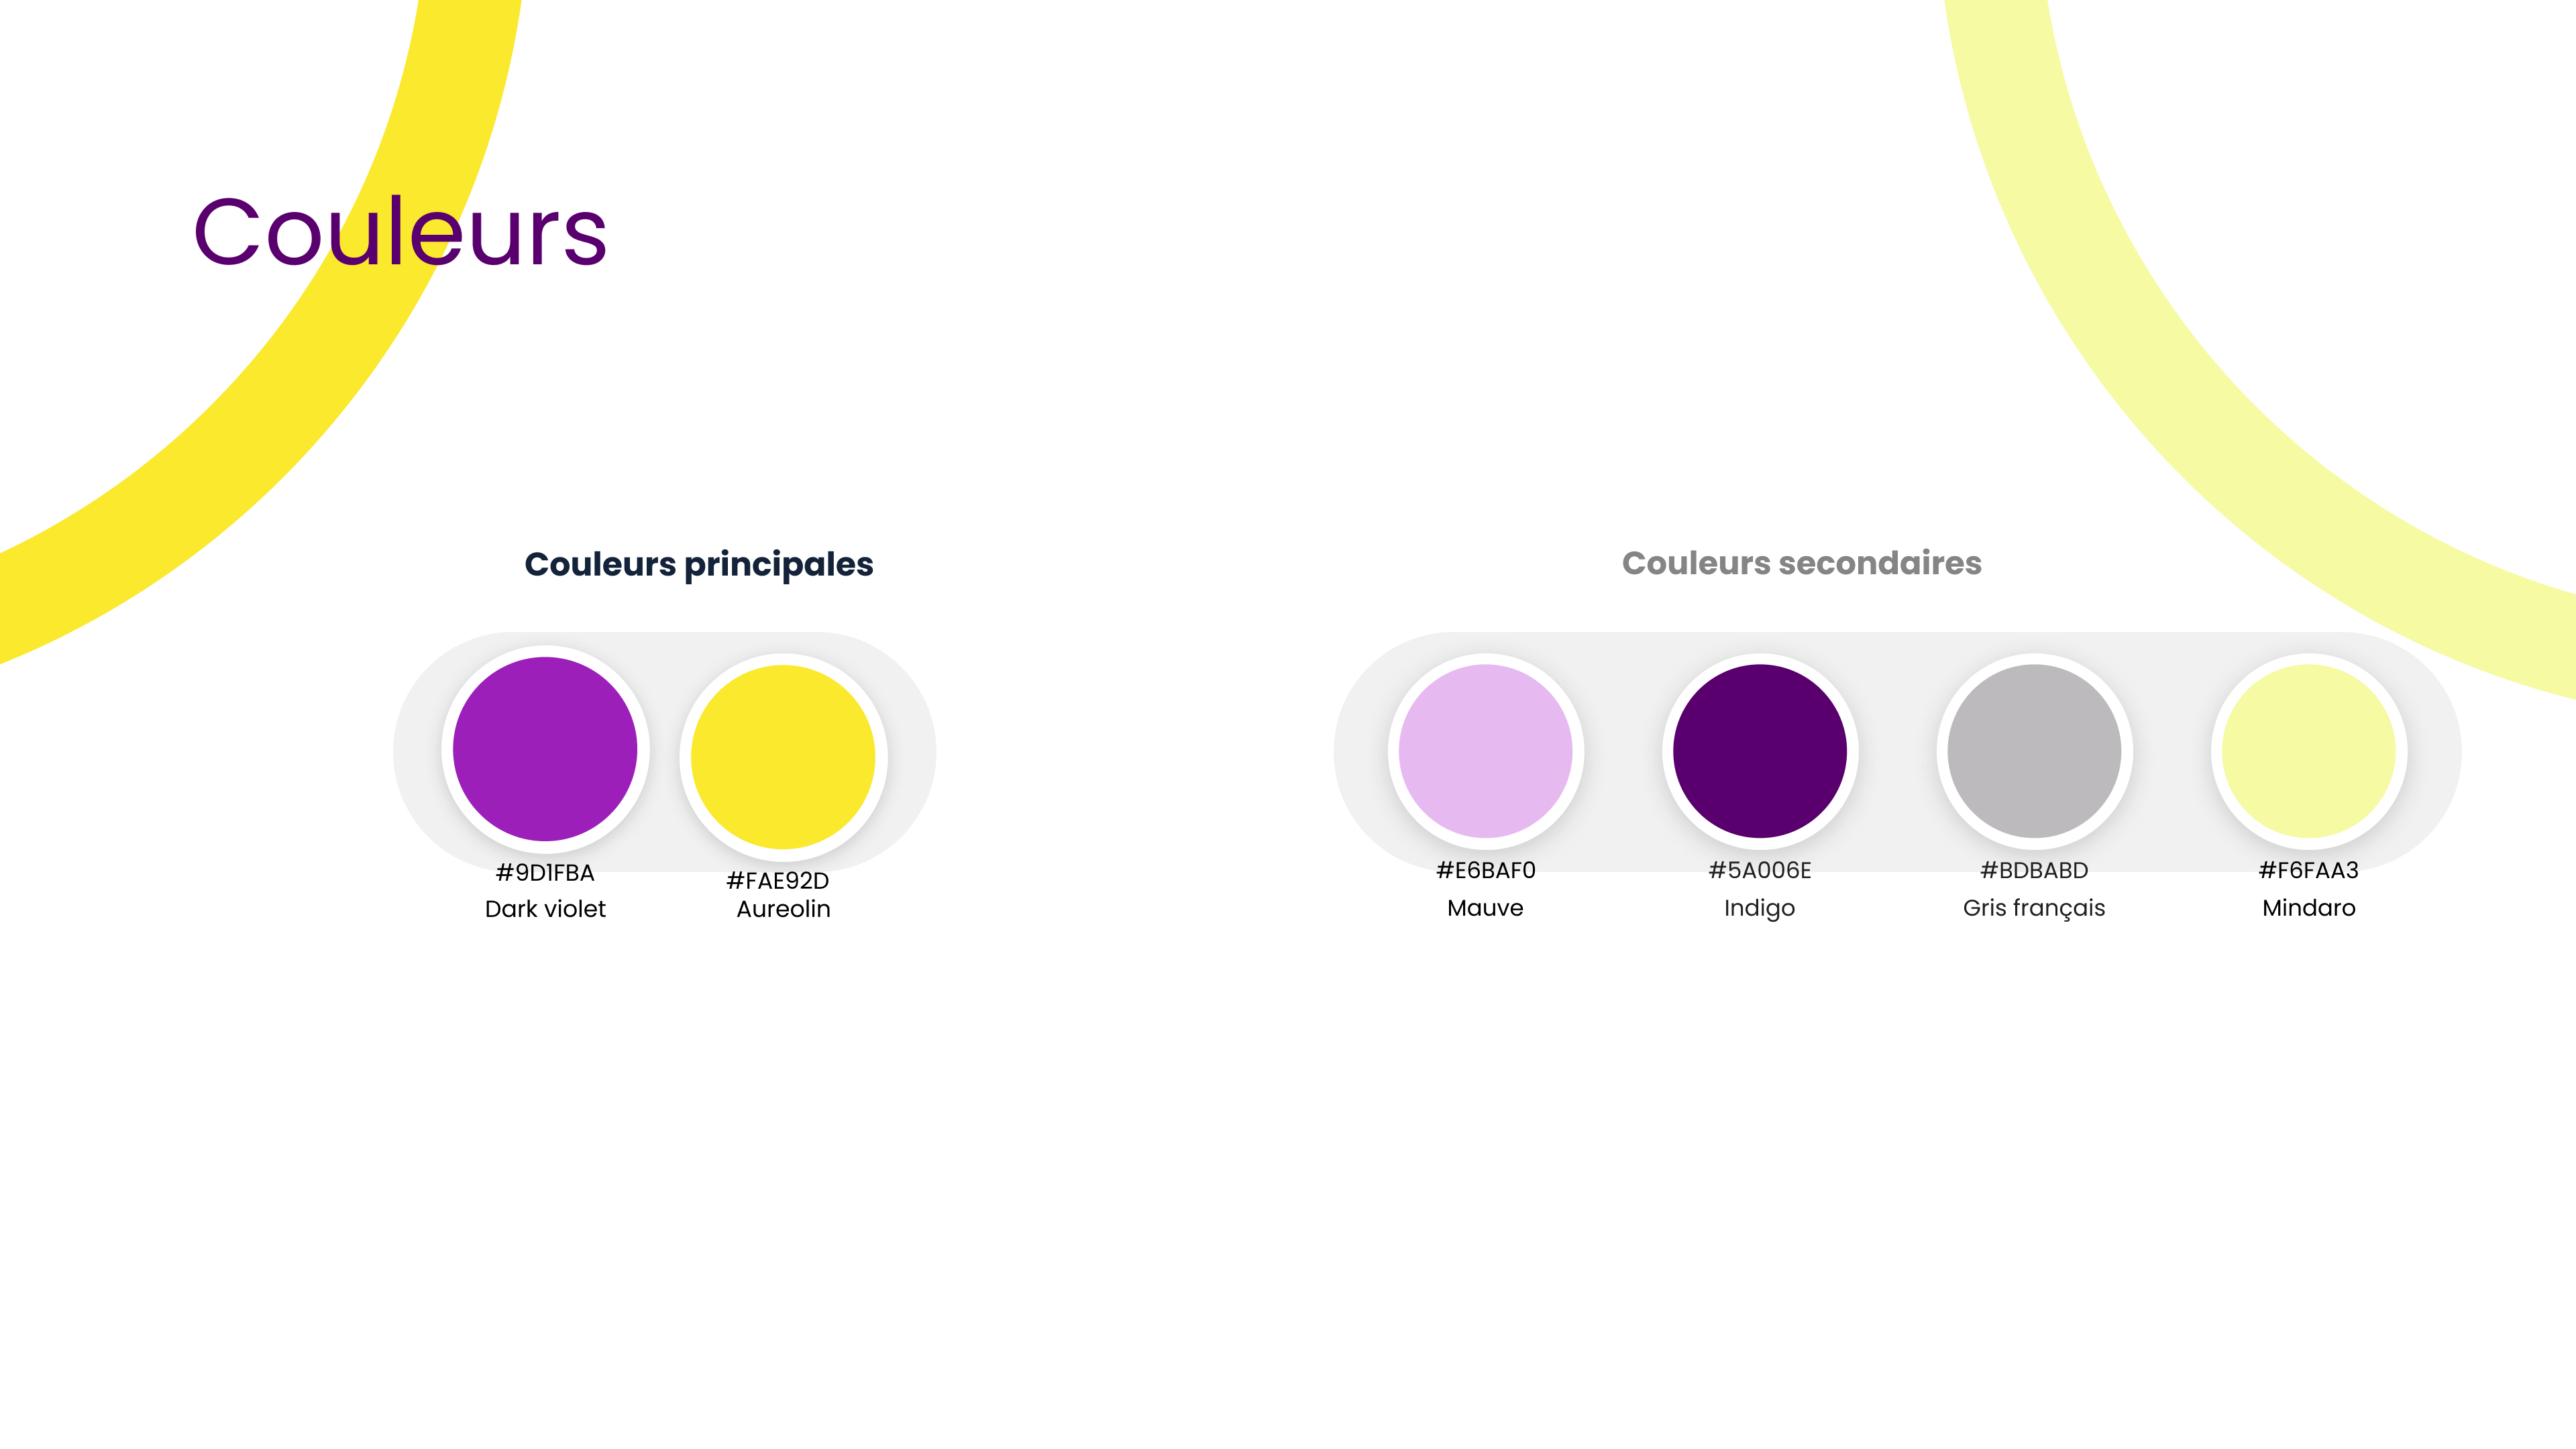 Couleurs
Couleurs principales
#9D1FBA
Dark violet
#FAE92D
Aureolin
Couleurs secondaires
#E6BAF0
Mauve
#5A006E
Indigo
#BDBABD
Gris français
#F6FAA3
Mindaro